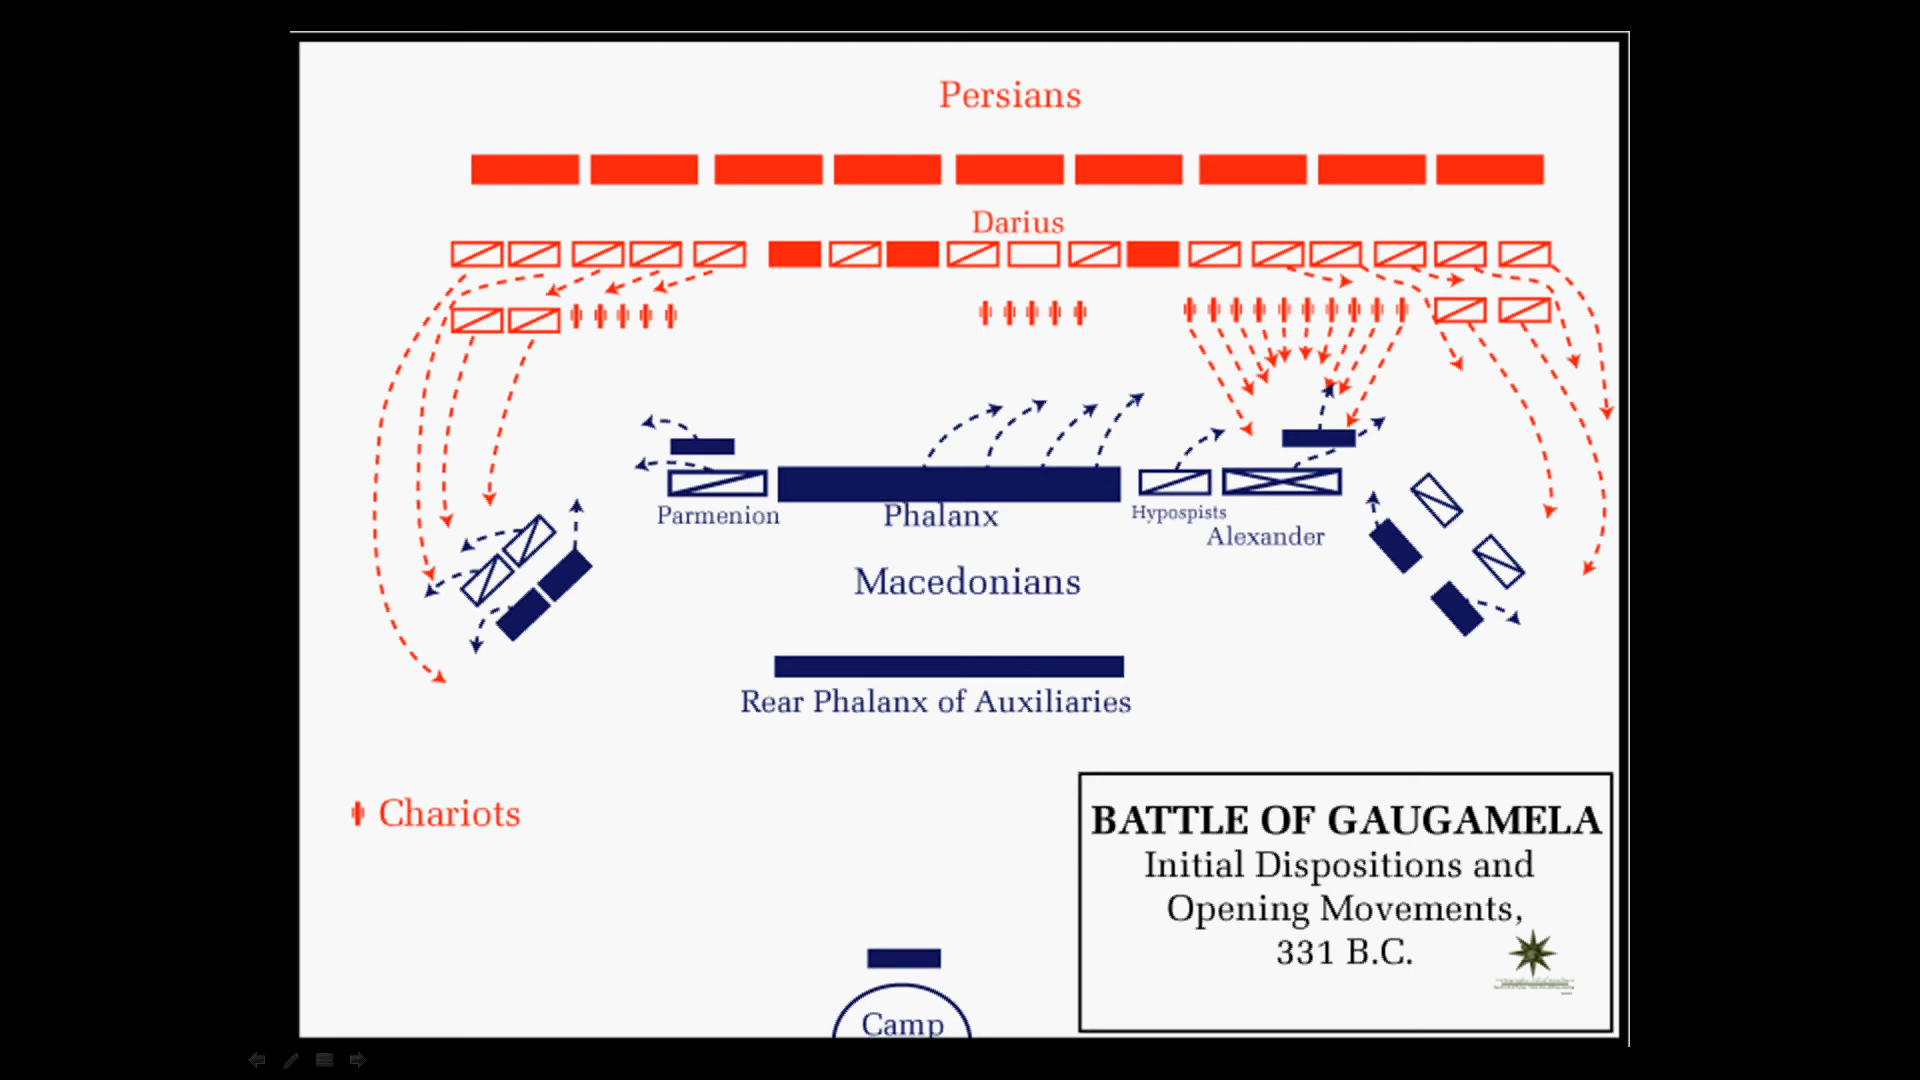 Persians
Darius
Parmenion
Phalanx
Hypospists
Alexander
Macedonians
Rear Phalanx of Auxiliaries
Chariots
BATTLE OF GAUGAMELA
Initial Dispositions and
Opening Movements,
331 B.C.
Camp